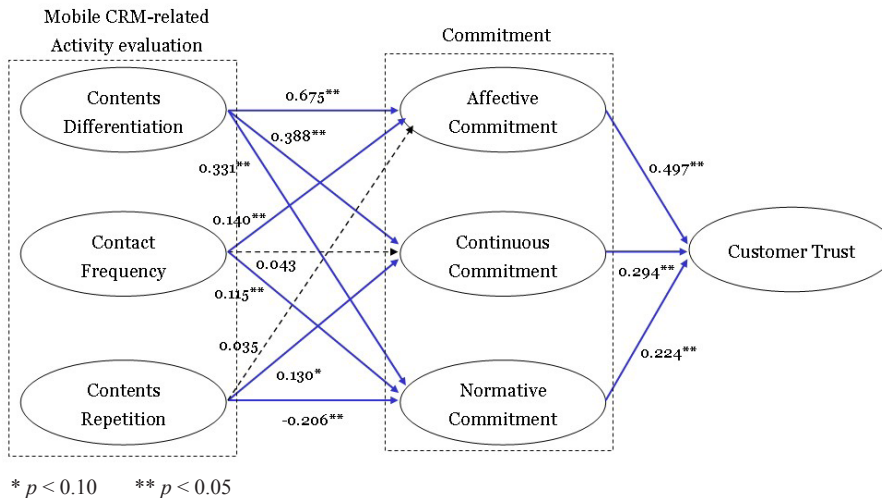 Mobile CRM-related
Activity evaluation
Commitment
Contents
Differentiation
0.675**
Affective
Commitment
0.388**
0.331**
0.497**
0.140**
Contact
Frequency
0.043
Continuous
Commitment
Customer Trust
0.294**
0.115**
0.035
0.224**
Contents
Repetition
0.130*
-0.206**
Normative
Commitment
* p < 0.10 ** p < 0.05